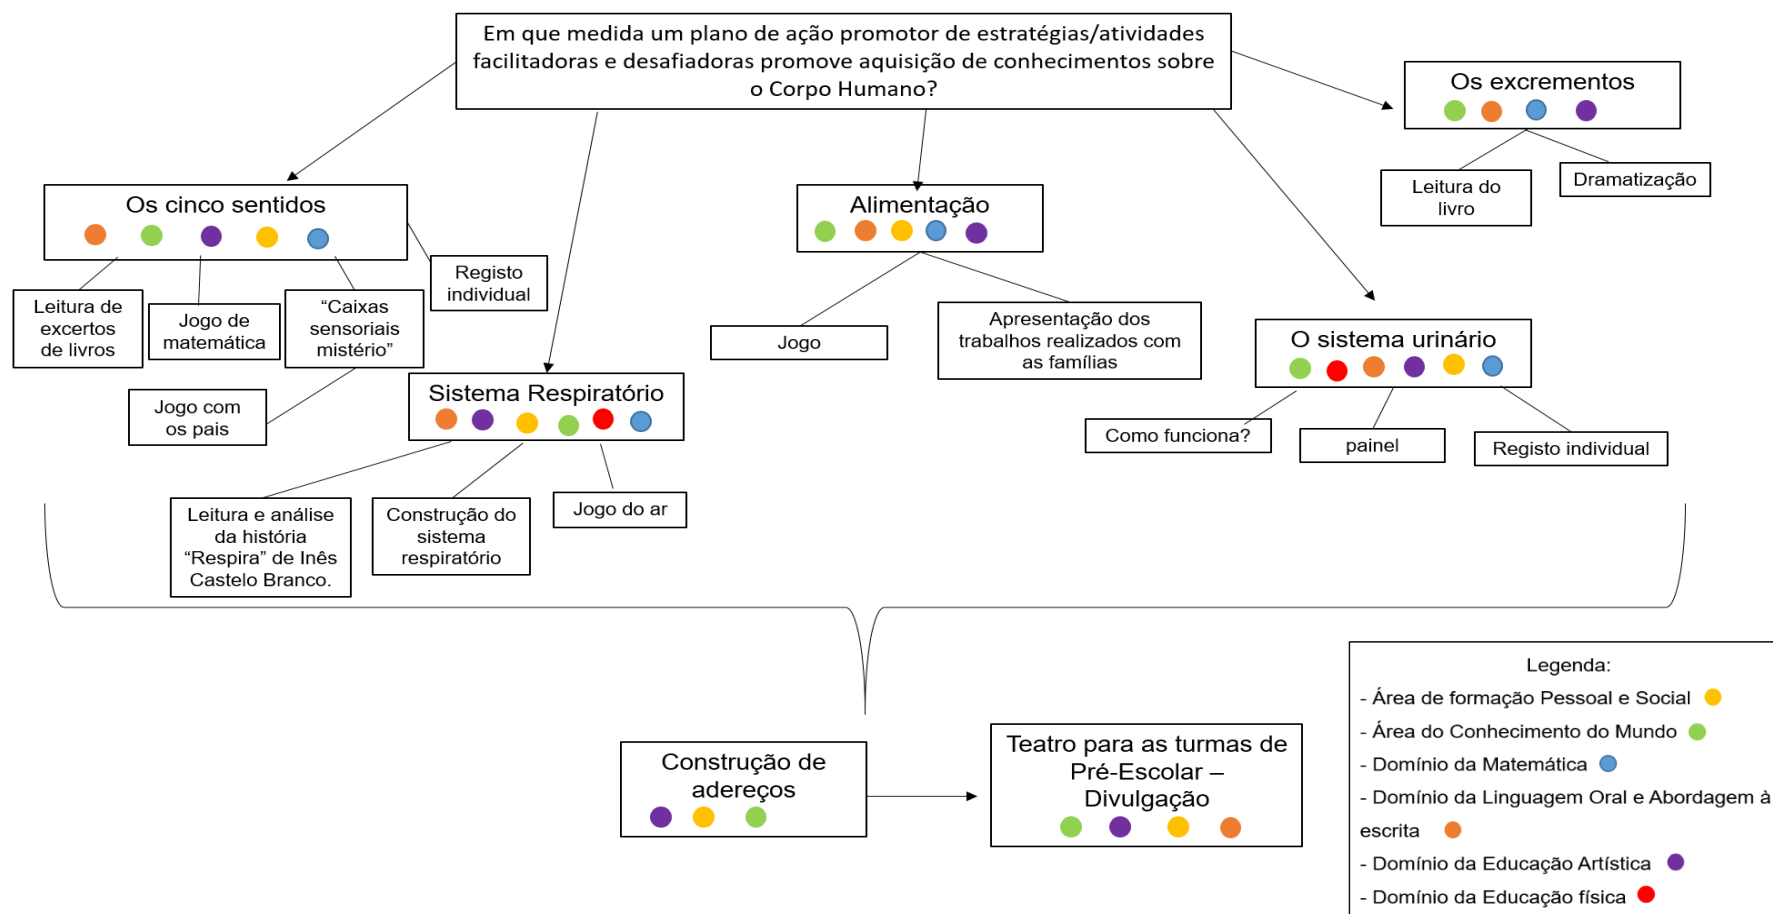 Em que medida um plano de ação promotor de estratégias/atividades
facilitadoras e desafiadoras promove aquisição de conhecimentos sobre
o Corpo Humano?
Os excrementos
Leitura do
livro
Dramatização
Os cinco sentidos
Leitura de
excertos
de livros
Jogo de
matemática
“Caixas
sensoriais
mistério”
Registo
individual
Jogo com
os pais
Sistema Respiratório
Leitura e análise
da história
“Respira” de Inês
Castelo Branco.
Construção do
sistema
respiratório
Jogo do ar
Alimentação
Jogo
Apresentação dos
trabalhos realizados com
as famílias
O sistema urinário
Como funciona?
painel
Registo individual
Construção de
adereços
Teatro para as turmas de
Pré-Escolar –
Divulgação
Legenda:
- Área de formação Pessoal e Social
- Área do Conhecimento do Mundo
- Domínio da Matemática
- Domínio da Linguagem Oral e Abordagem à
escrita
- Domínio da Educação Artística
- Domínio da Educação física